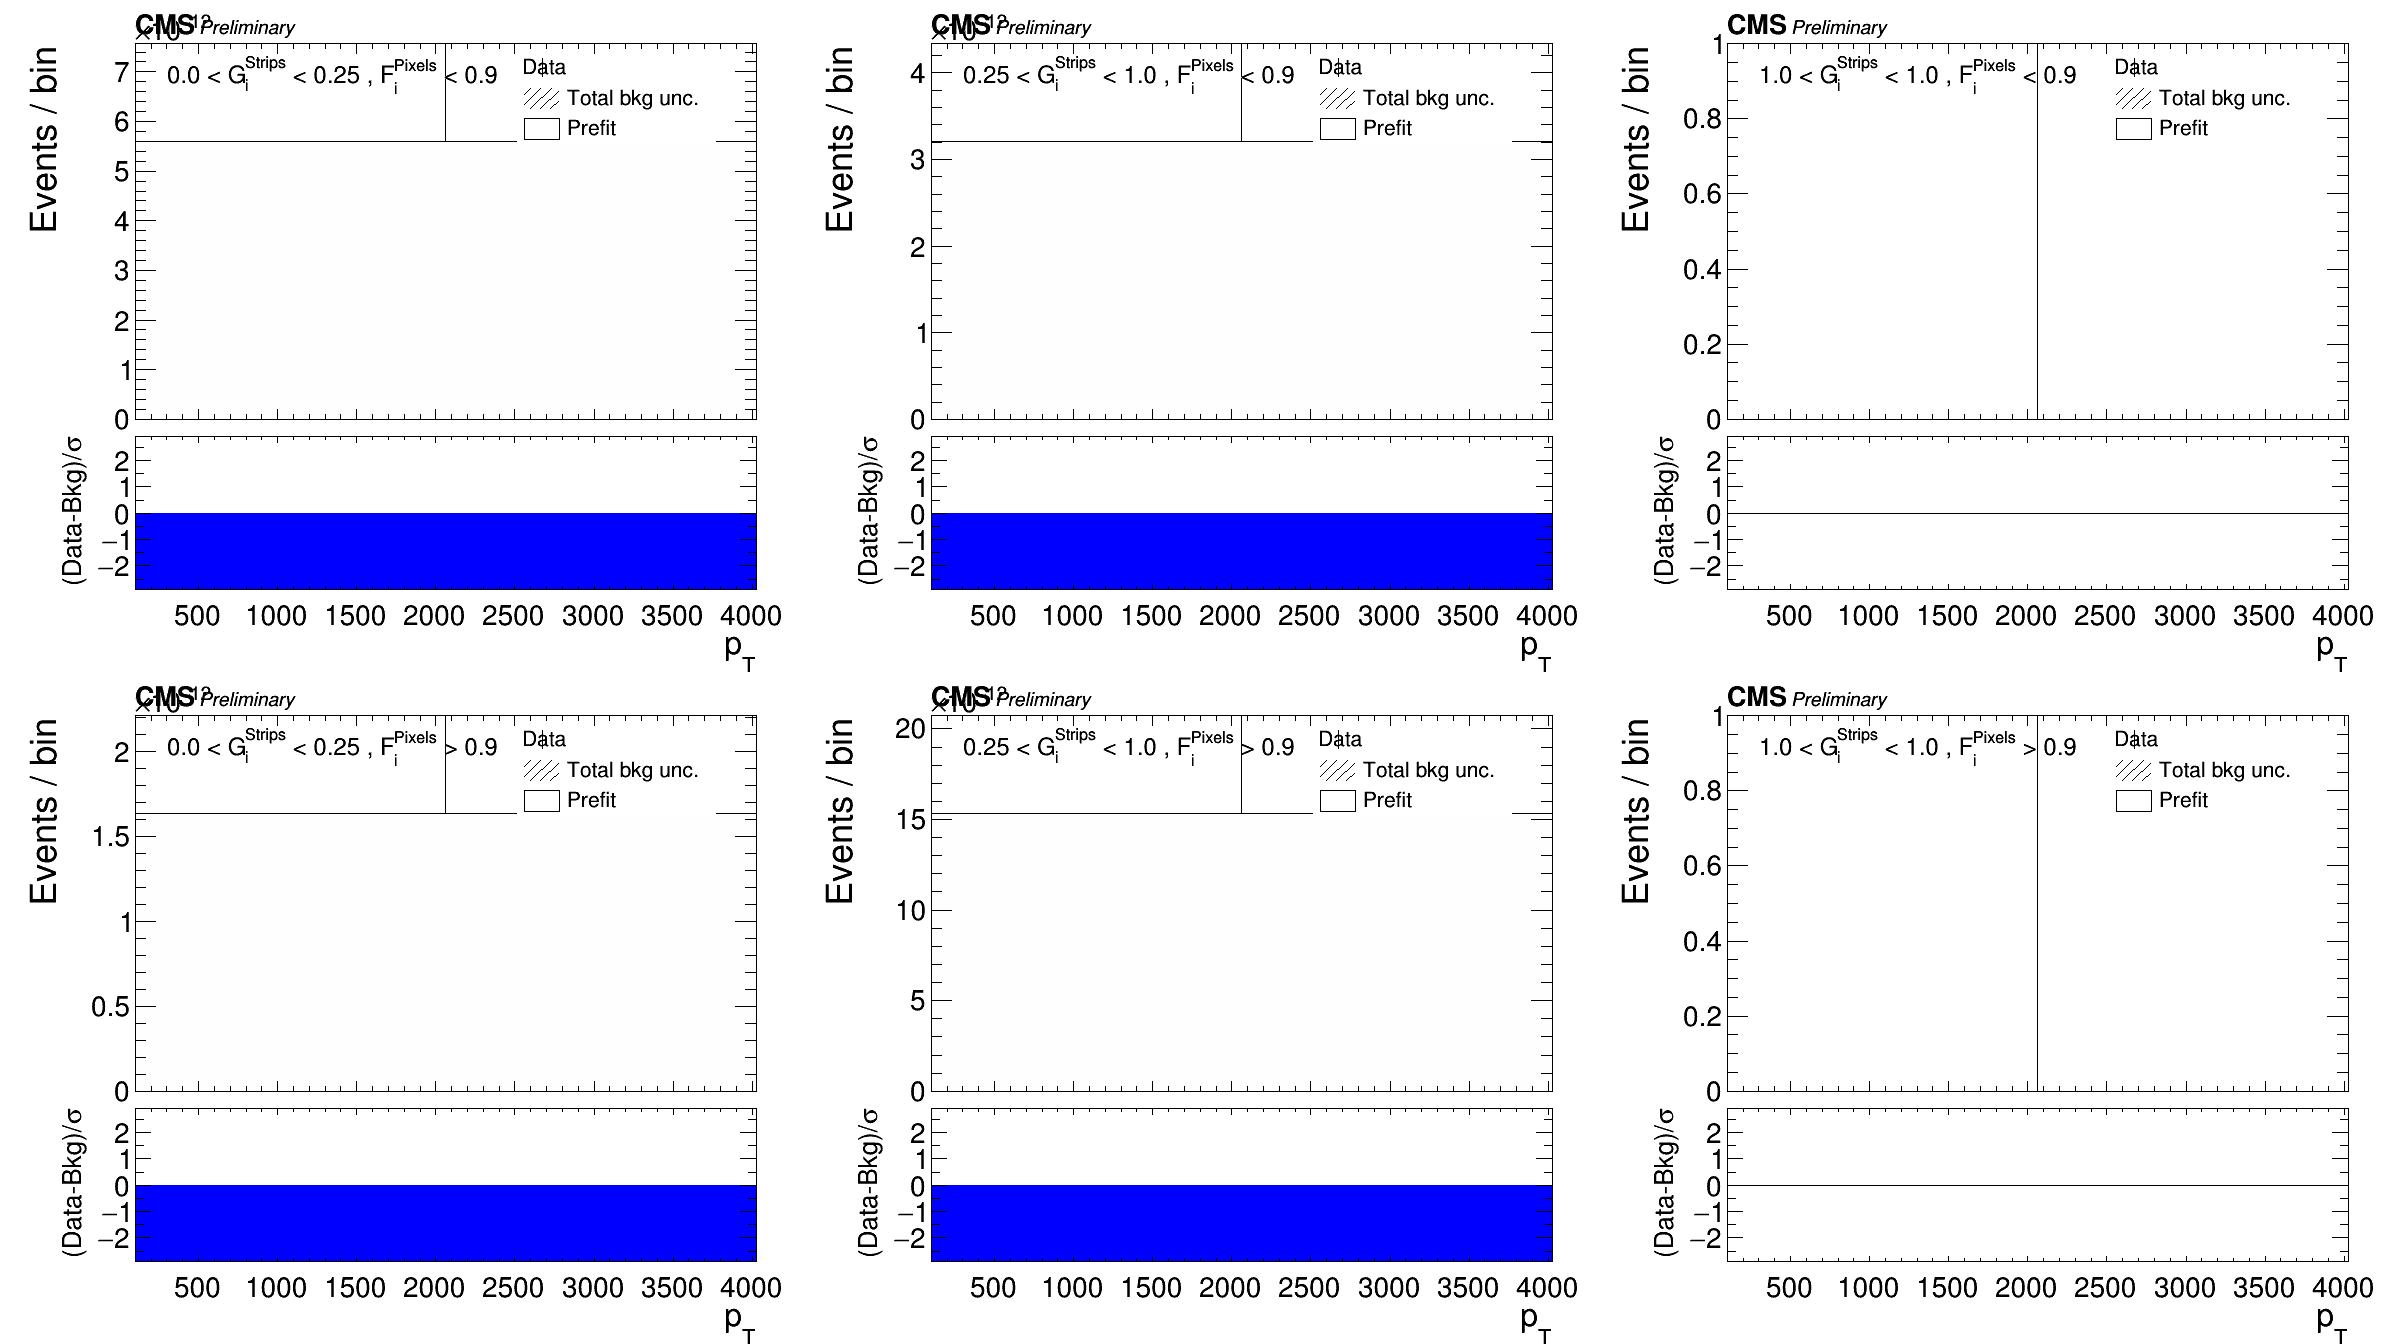 CMS Preliminary
Events / bin
0.0 < G_i^Strips < 0.25 , F_i^Pixels < 0.9
Data
Total bkg unc.
Prefit
7
6
5
4
3
2
1
0
(Data-Bkg)/σ
2
1
0
−1
−2
500 1000 1500 2000 2500 3000 3500 4000
p_T
CMS Preliminary
Events / bin
0.25 < G_i^Strips < 1.0 , F_i^Pixels < 0.9
Data
Total bkg unc.
Prefit
4
3
2
1
0
(Data-Bkg)/σ
2
1
0
−1
−2
500 1000 1500 2000 2500 3000 3500 4000
p_T
CMS Preliminary
Events / bin
1.0 < G_i^Strips < 1.0 , F_i^Pixels < 0.9
Data
Total bkg unc.
Prefit
1
0.8
0.6
0.4
0.2
0
(Data-Bkg)/σ
2
1
0
−1
−2
500 1000 1500 2000 2500 3000 3500 4000
p_T
CMS Preliminary
Events / bin
0.0 < G_i^Strips < 0.25 , F_i^Pixels > 0.9
Data
Total bkg unc.
Prefit
2
1.5
1
0.5
0
(Data-Bkg)/σ
2
1
0
−1
−2
500 1000 1500 2000 2500 3000 3500 4000
p_T
CMS Preliminary
Events / bin
0.25 < G_i^Strips < 1.0 , F_i^Pixels > 0.9
Data
Total bkg unc.
Prefit
20
15
10
5
0
(Data-Bkg)/σ
2
1
0
−1
−2
500 1000 1500 2000 2500 3000 3500 4000
p_T
CMS Preliminary
Events / bin
1.0 < G_i^Strips < 1.0 , F_i^Pixels > 0.9
Data
Total bkg unc.
Prefit
1
0.8
0.6
0.4
0.2
0
(Data-Bkg)/σ
2
1
0
−1
−2
500 1000 1500 2000 2500 3000 3500 4000
p_T